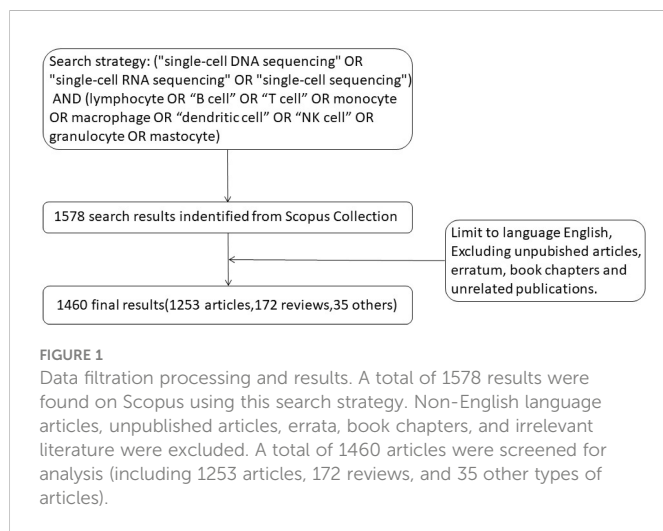 Search strategy: ("single-cell DNA sequencing" OR
"single-cell RNA sequencing" OR "single-cell sequencing")
AND (lymphocyte OR “B cell” OR “T cell” OR monocyte
OR macrophage OR “dendritic cell” OR “NK cell” OR
granulocyte OR mastocyte)
1578 search results indentified from Scopus Collection
Limit to language English,
Excluding unpubished articles,
erratum, book chapters and
unrelated publications.
1460 final results(1253 articles,172 reviews,35 others)
FIGURE 1
Data filtration processing and results. A total of 1578 results were
found on Scopus using this search strategy. Non-English language
articles, unpublished articles, errata, book chapters, and irrelevant
literature were excluded. A total of 1460 articles were screened for
analysis (including 1253 articles, 172 reviews, and 35 other types of
articles).